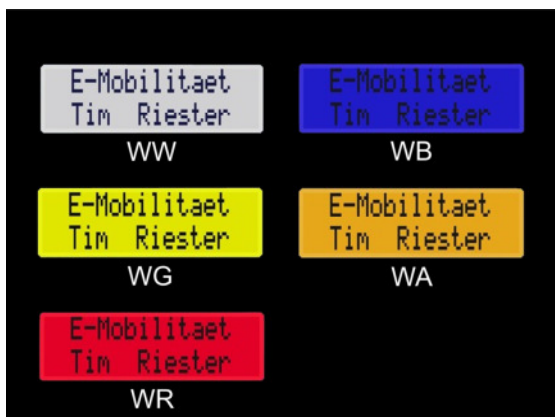 E-Mobilitaet
Tim Riester
WW
E-Mobilitaet
Tim Riester
WB
E-Mobilitaet
Tim Riester
WG
E-Mobilitaet
Tim Riester
WA
E-Mobilitaet
Tim Riester
WR